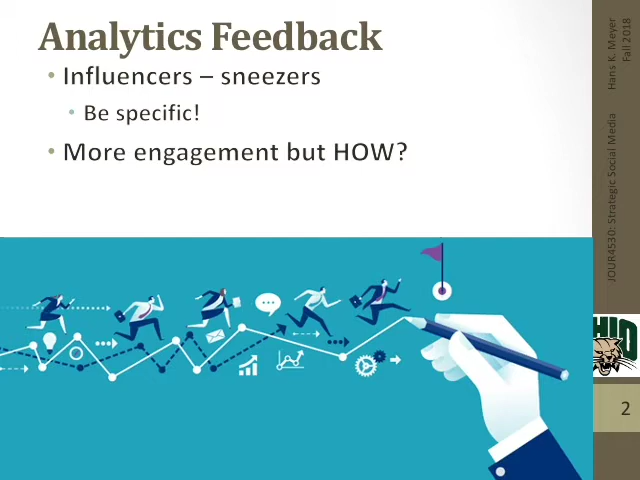 Analytics Feedback
• Influencers – sneezers
• Be specific!
• More engagement but HOW?
Hans K. Meyer
Fall 2018
JOUR4530: Strategic Social Media
2